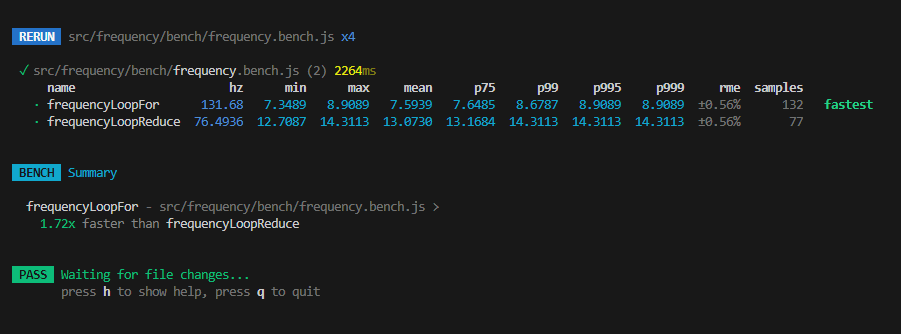 RERUN src/frequency/bench/frequency.bench.js x4
✓ src/frequency/bench/frequency.bench.js (2) 2264ms
name hz min max mean p75 p99 p995 p999 rme samples
· frequencyLoopFor 131.68 7.3489 8.9089 7.5939 7.6485 8.6787 8.9089 8.9089 ±0.56% 132 fastest
· frequencyLoopReduce 76.4936 12.7087 14.3113 13.0730 13.1684 14.3113 14.3113 14.3113 ±0.56% 77
BENCH Summary
frequencyLoopFor - src/frequency/bench/frequency.bench.js >
1.72x faster than frequencyLoopReduce
PASS Waiting for file changes...
press h to show help, press q to quit